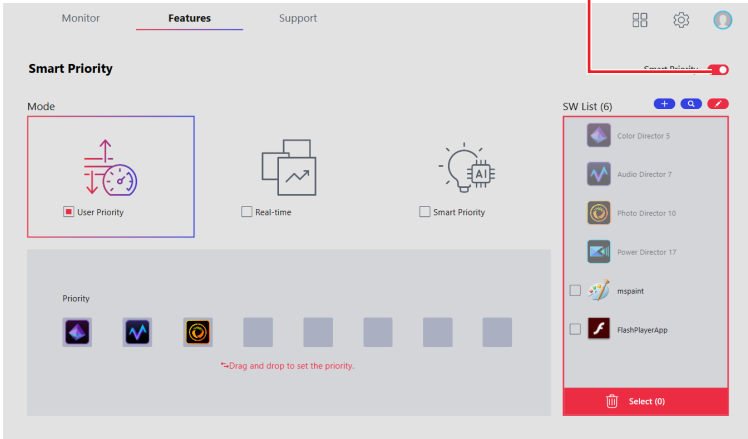 Monitor
Features
Support
Smart Priority
Smart Priority
Mode
SW List (6)
User Priority
Real-time
AI
Smart Priority
Color Director 5
Audio Director 7
Photo Director 10
Power Director 17
mspaint
FlashPlayerApp
Priority
Drag and drop to set the priority.
Select (0)